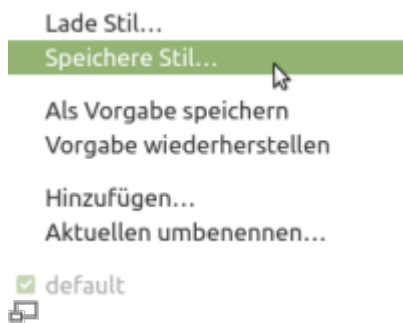 Lade Stil...
Speichere Stil...
Als Vorgabe speichern
Vorgabe wiederherstellen
Hinzufügen...
Aktuellen umbenennen...
default